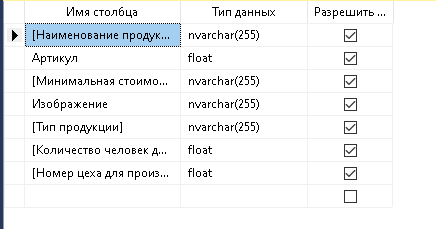 Имя столбца Тип данных Разрешить ...
[Наименование продук... nvarchar(255)
Артикул float
[Минимальная стоимо... nvarchar(255)
Изображение nvarchar(255)
[Тип продукции] nvarchar(255)
[Количество человек д... float
[Номер цеха для произ... float